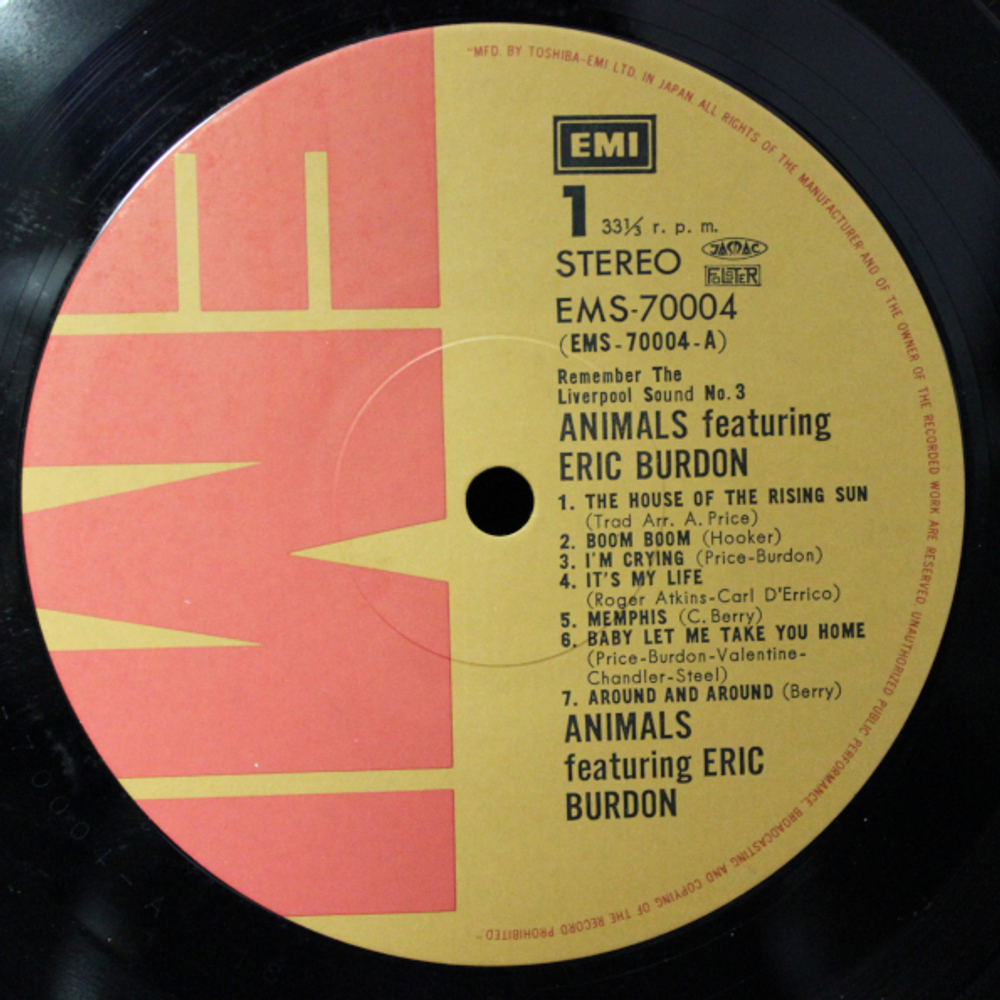 "MFD. BY TOSHIBA-EMI LTD. IN JAPAN. ALL RIGHTS OF THE MANUFACTURER AND OF THE OWNER OF THE RECORDED WORK ARE RESERVED. UNAUTHORIZED PUBLIC PERFORMANCE, BROADCASTING AND COPYING OF THE RECORD PROHIBITED"
EMI
EMI
1 33⅓ r. p. m.
STEREO JASRAC
EMS-70004
(EMS-70004-A)
Remember The
Liverpool Sound No. 3
ANIMALS featuring
ERIC BURDON
1. THE HOUSE OF THE RISING SUN
(Trad Arr. A. Price)
2. BOOM BOOM (Hooker)
3. I'M CRYING (Price-Burdon)
4. IT'S MY LIFE
(Roger Atkins-Carl D'Errico)
5. MEMPHIS (C. Berry)
6. BABY LET ME TAKE YOU HOME
(Price-Burdon-Valentine-
Chandler-Steel)
7. AROUND AND AROUND (Berry)
ANIMALS
featuring ERIC
BURDON